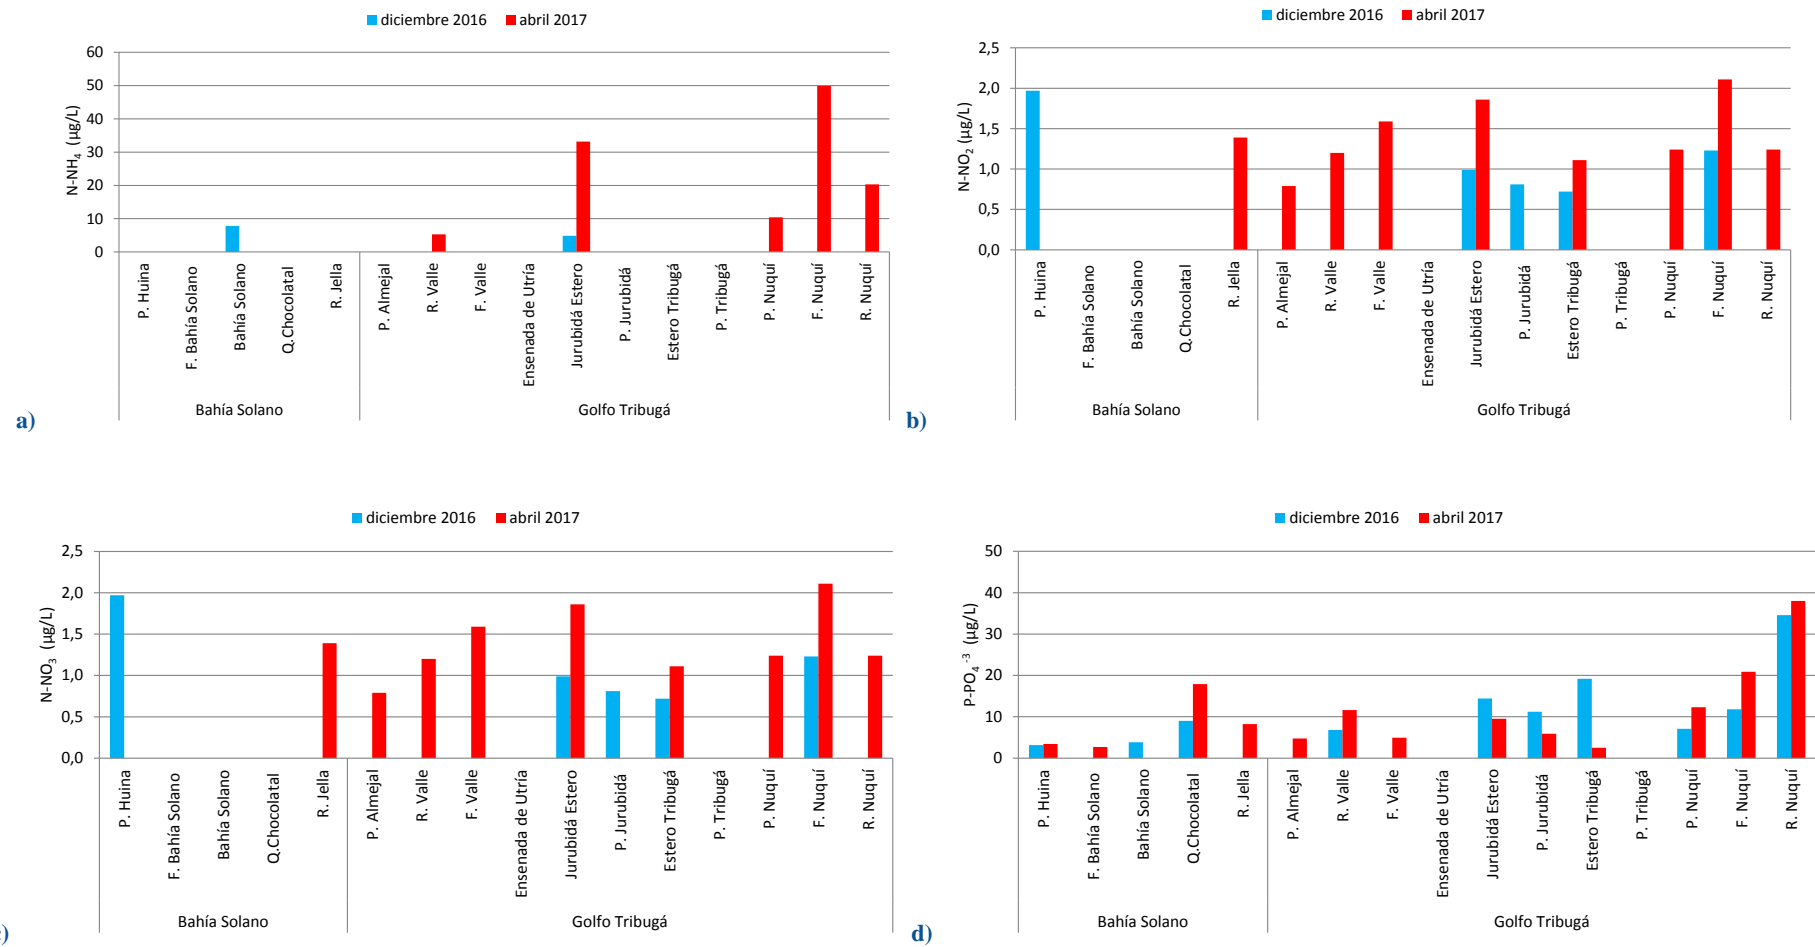 diciembre 2016 abril 2017
60
50
40
30
20
10
0
N-NH4 (µg/L)
P. Huina
F. Bahía Solano
Bahía Solano
Q.Chocolatal
R. Jella
P. Almejal
R. Valle
F. Valle
Ensenada de Utría
Jurubidá Estero
P. Jurubidá
Estero Tribugá
P. Tribugá
P. Nuquí
F. Nuquí
R. Nuquí
Bahía Solano Golfo Tribugá
a)
diciembre 2016 abril 2017
2,5
2,0
1,5
1,0
0,5
0,0
N-NO2 (µg/L)
P. Huina
F. Bahía Solano
Bahía Solano
Q.Chocolatal
R. Jella
P. Almejal
R. Valle
F. Valle
Ensenada de Utría
Jurubidá Estero
P. Jurubidá
Estero Tribugá
P. Tribugá
P. Nuquí
F. Nuquí
R. Nuquí
Bahía Solano Golfo Tribugá
b)
diciembre 2016 abril 2017
2,5
2,0
1,5
1,0
0,5
0,0
N-NO3 (µg/L)
P. Huina
F. Bahía Solano
Bahía Solano
Q.Chocolatal
R. Jella
P. Almejal
R. Valle
F. Valle
Ensenada de Utría
Jurubidá Estero
P. Jurubidá
Estero Tribugá
P. Tribugá
P. Nuquí
F. Nuquí
R. Nuquí
Bahía Solano Golfo Tribugá
)
diciembre 2016 abril 2017
50
40
30
20
10
0
P-PO4 -3 (µg/L)
P. Huina
F. Bahía Solano
Bahía Solano
Q.Chocolatal
R. Jella
P. Almejal
R. Valle
F. Valle
Ensenada de Utría
Jurubidá Estero
P. Jurubidá
Estero Tribugá
P. Tribugá
P. Nuquí
F. Nuquí
R. Nuquí
Bahía Solano Golfo Tribugá
d)